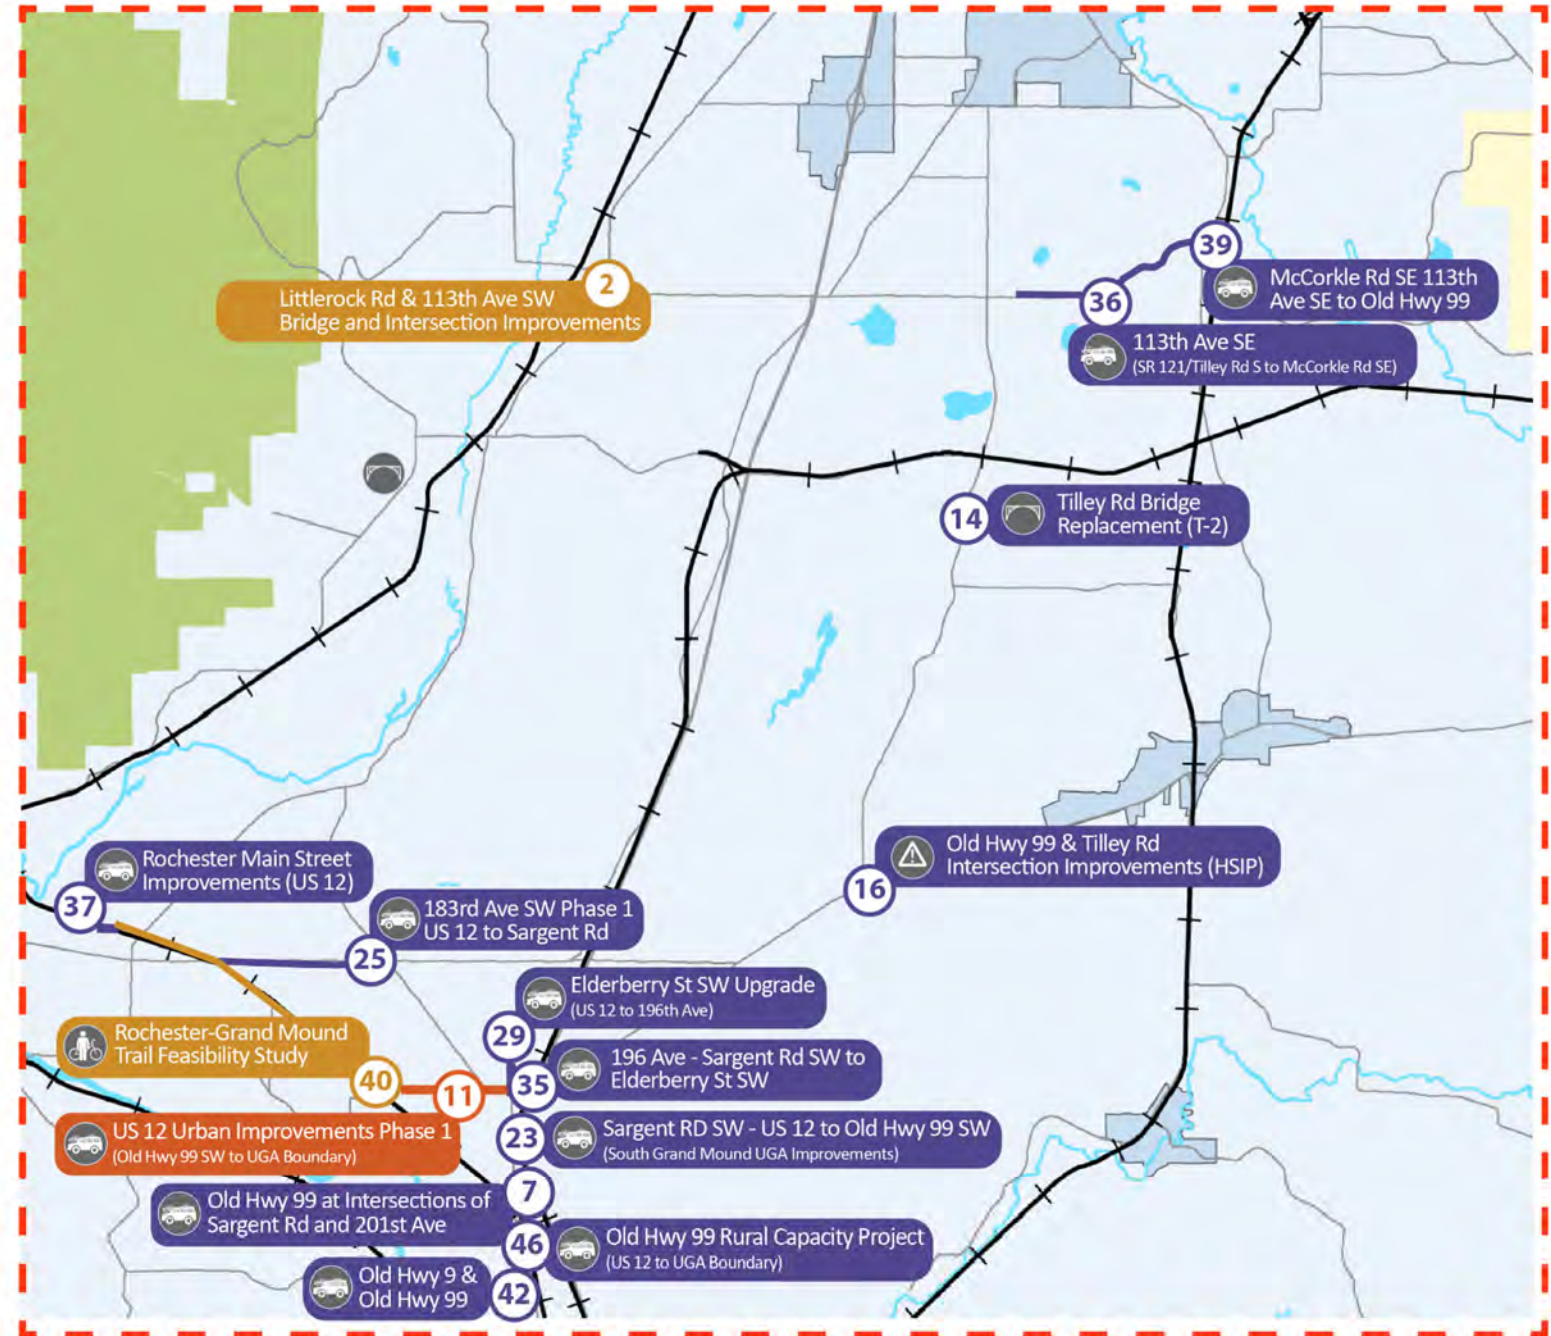 2
Littlerock Rd & 113th Ave SW
Bridge and Intersection Improvements
39
McCorkle Rd SE 113th
Ave SE to Old Hwy 99
36
113th Ave SE
(SR 121/Tilley Rd S to McCorkle Rd SE)
14
Tilley Rd Bridge
Replacement (T-2)
16
Old Hwy 99 & Tilley Rd
Intersection Improvements (HSIP)
37
Rochester Main Street
Improvements (US 12)
25
183rd Ave SW Phase 1
US 12 to Sargent Rd
29
Elderberry St SW Upgrade
(US 12 to 196th Ave)
40
Rochester-Grand Mound
Trail Feasibility Study
35
196 Ave - Sargent Rd SW to
Elderberry St SW
11
US 12 Urban Improvements Phase 1
(Old Hwy 99 SW to UGA Boundary)
23
Sargent RD SW - US 12 to Old Hwy 99 SW
(South Grand Mound UGA Improvements)
7
Old Hwy 99 at Intersections of
Sargent Rd and 201st Ave
46
Old Hwy 99 Rural Capacity Project
(US 12 to UGA Boundary)
42
Old Hwy 9 &
Old Hwy 99